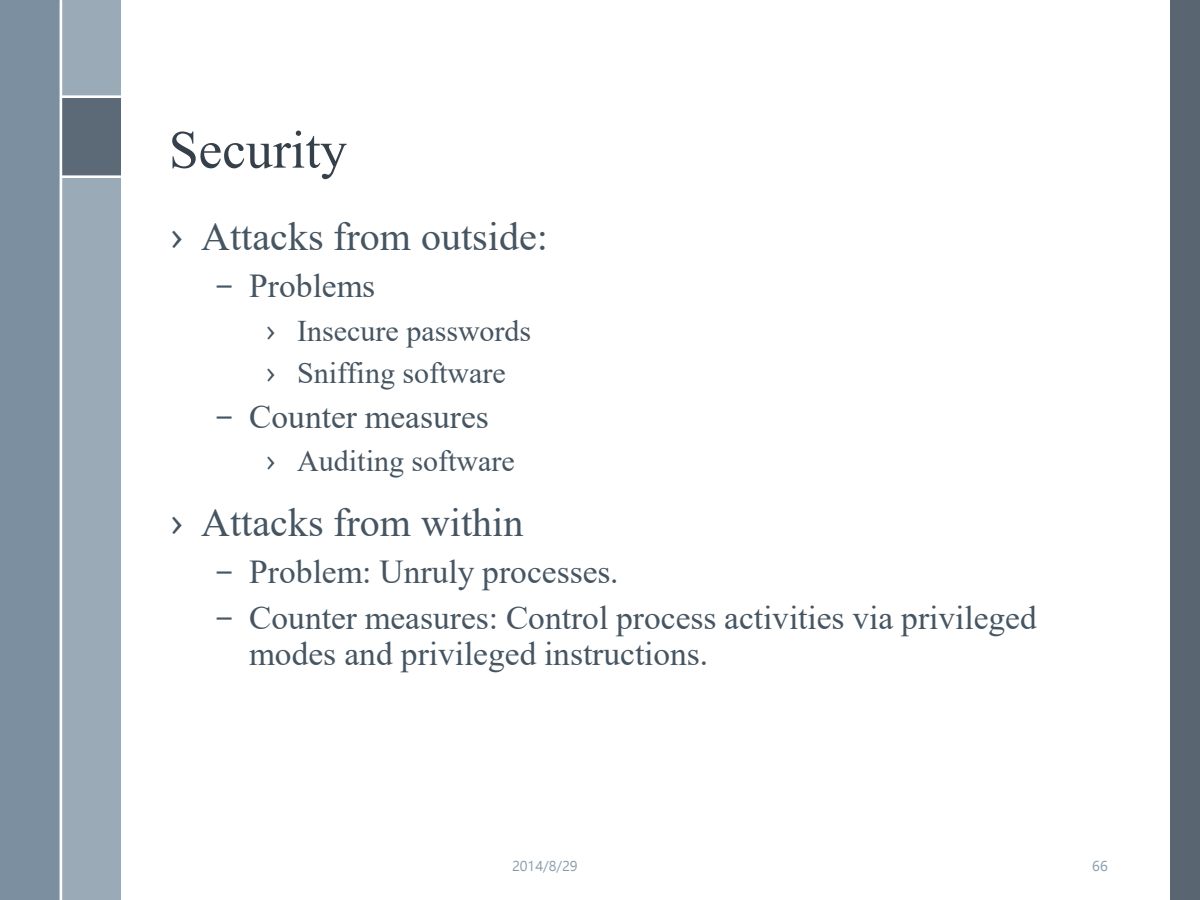 Security
› Attacks from outside:
– Problems
› Insecure passwords
› Sniffing software
– Counter measures
› Auditing software
› Attacks from within
– Problem: Unruly processes.
– Counter measures: Control process activities via privileged
modes and privileged instructions.
2014/8/29
66